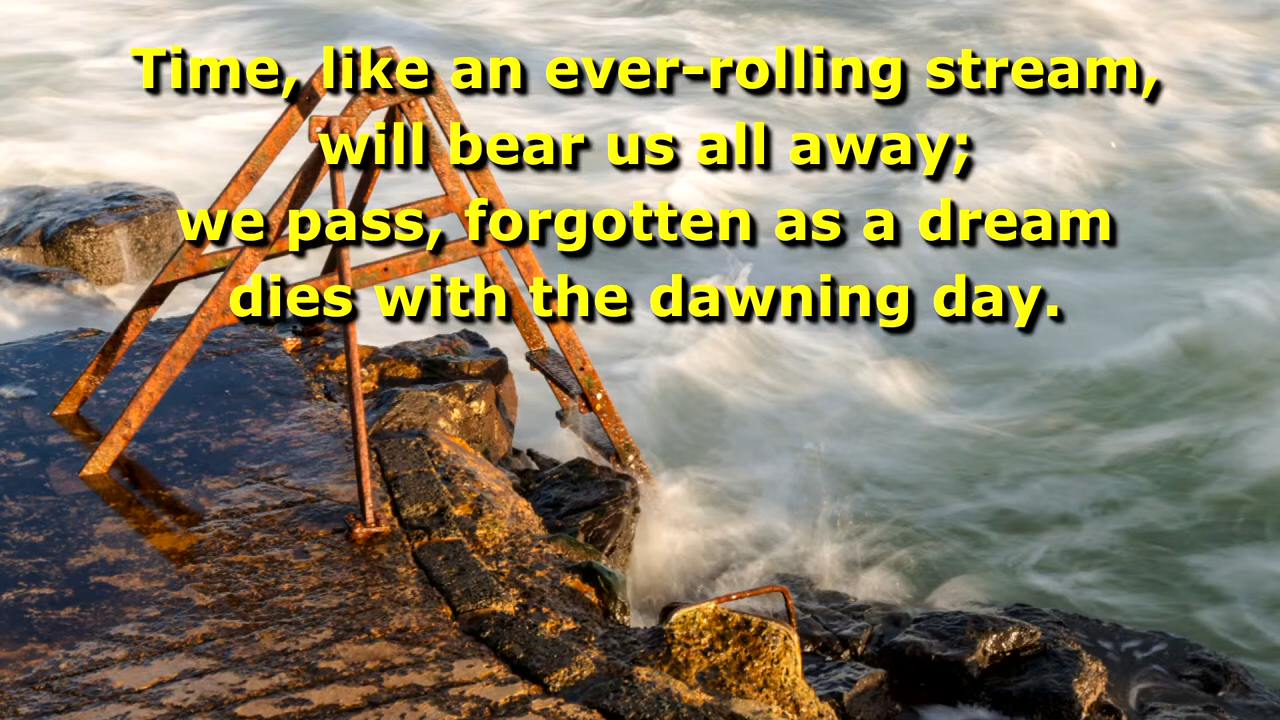 Time, like an ever-rolling stream,
will bear us all away;
we pass, forgotten as a dream
dies with the dawning day.